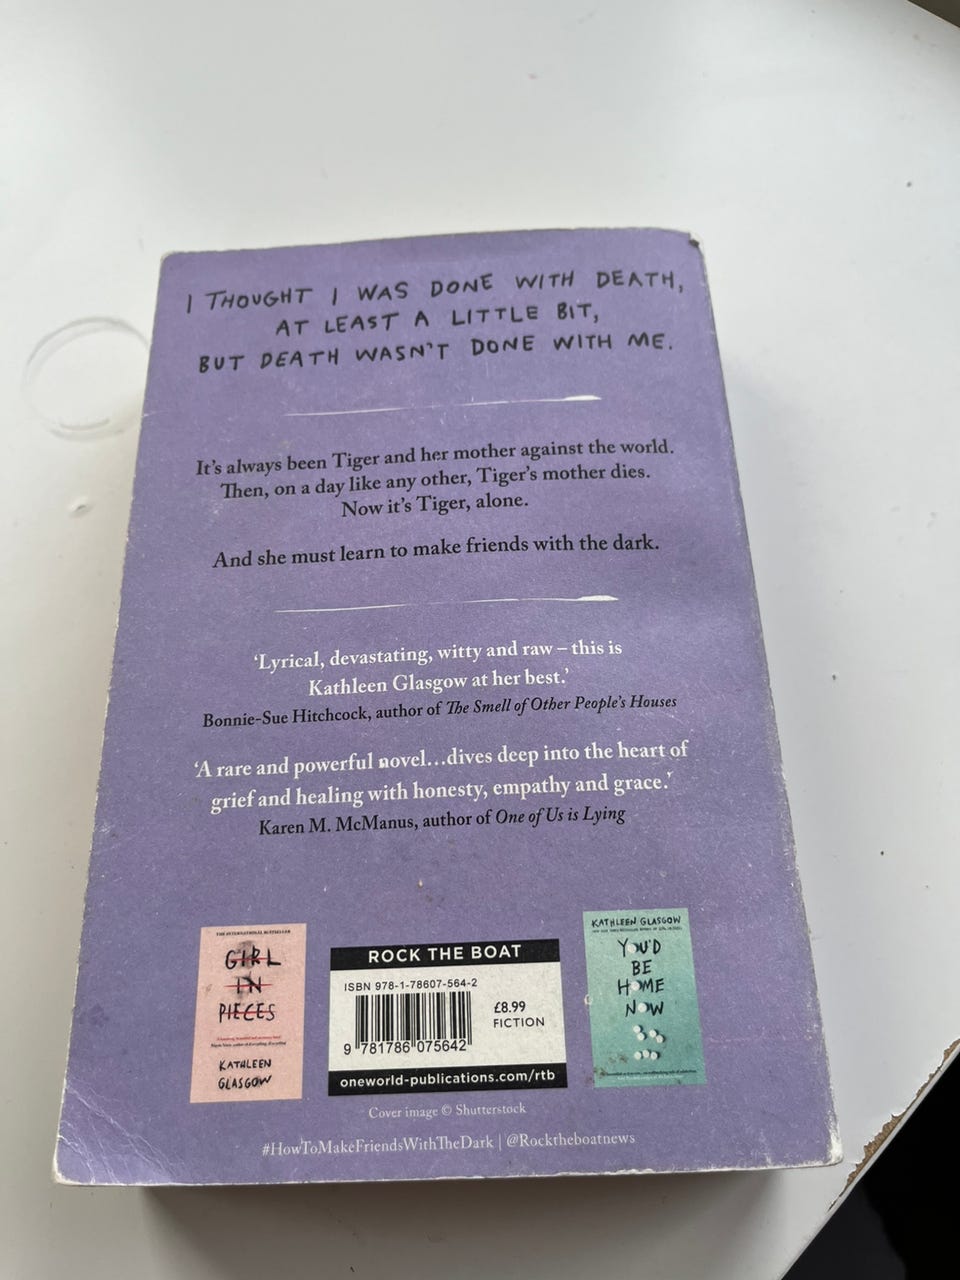 I THOUGHT I WAS DONE WITH DEATH,
AT LEAST A LITTLE BIT,
BUT DEATH WASN'T DONE WITH ME.
It's always been Tiger and her mother against the world.
Then, on a day like any other, Tiger's mother dies.
Now it's Tiger, alone.
And she must learn to make friends with the dark.
'Lyrical, devastating, witty and raw – this is
Kathleen Glasgow at her best.'
Bonnie-Sue Hitchcock, author of The Smell of Other People's Houses
'A rare and powerful novel…dives deep into the heart of
grief and healing with honesty, empathy and grace.'
Karen M. McManus, author of One of Us is Lying
THE INTERNATIONAL BESTSELLER
GIRL
IN
PIECES
KATHLEEN
GLASGOW
ROCK THE BOAT
ISBN 978-1-78607-564-2
£8.99
FICTION
9 781786 075642
oneworld-publications.com/rtb
KATHLEEN GLASGOW
YOU'D
BE
HOME
NOW
Cover image © Shutterstock
#HowToMakeFriendsWithTheDark | @Rocktheboatnews